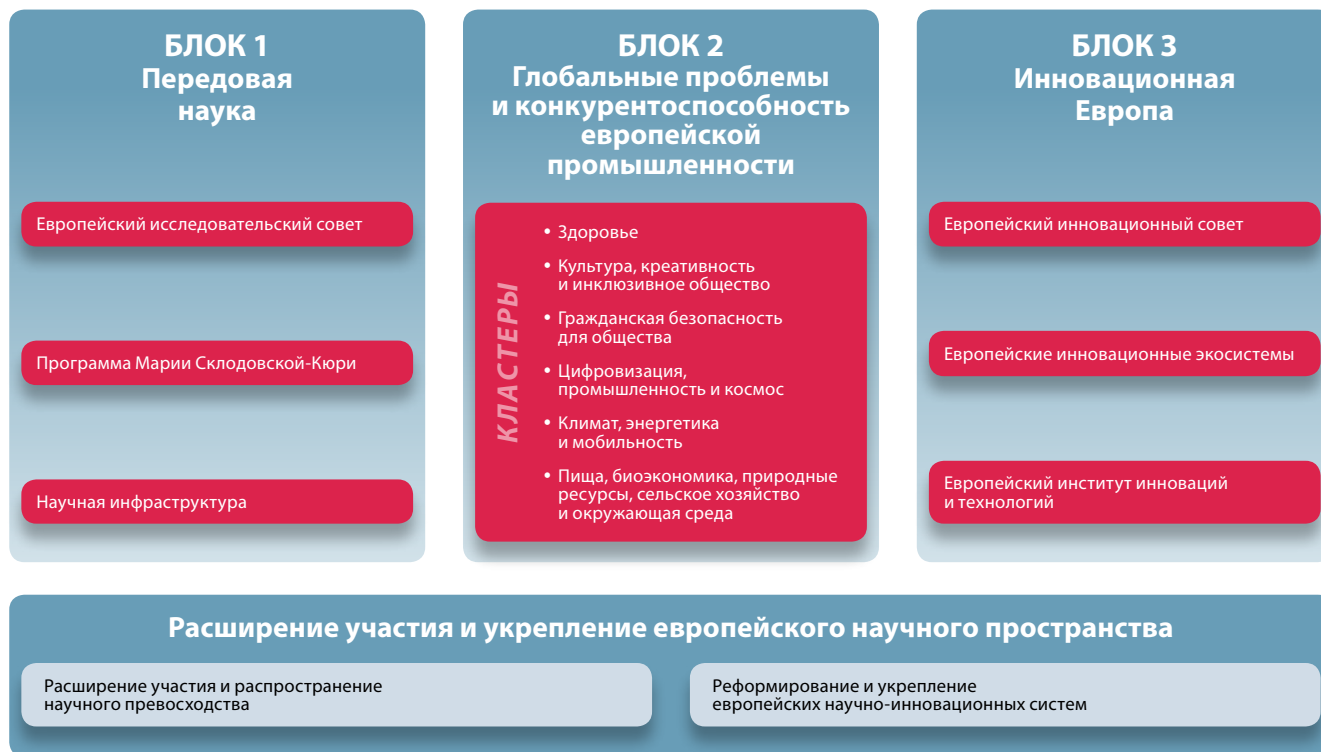 БЛОК 1
Передовая
наука
Европейский исследовательский совет
Программа Марии Склодовской-Кюри
Научная инфраструктура
БЛОК 2
Глобальные проблемы
и конкурентоспособность
европейской
промышленности
КЛАСТЕРЫ
• Здоровье
• Культура, креативность
и инклюзивное общество
• Гражданская безопасность
для общества
• Цифровизация,
промышленность и космос
• Климат, энергетика
и мобильность
• Пища, биоэкономика, природные
ресурсы, сельское хозяйство
и окружающая среда
БЛОК 3
Инновационная
Европа
Европейский инновационный совет
Европейские инновационные экосистемы
Европейский институт инноваций
и технологий
Расширение участия и укрепление европейского научного пространства
Расширение участия и распространение
научного превосходства
Реформирование и укрепление
европейских научно-инновационных систем